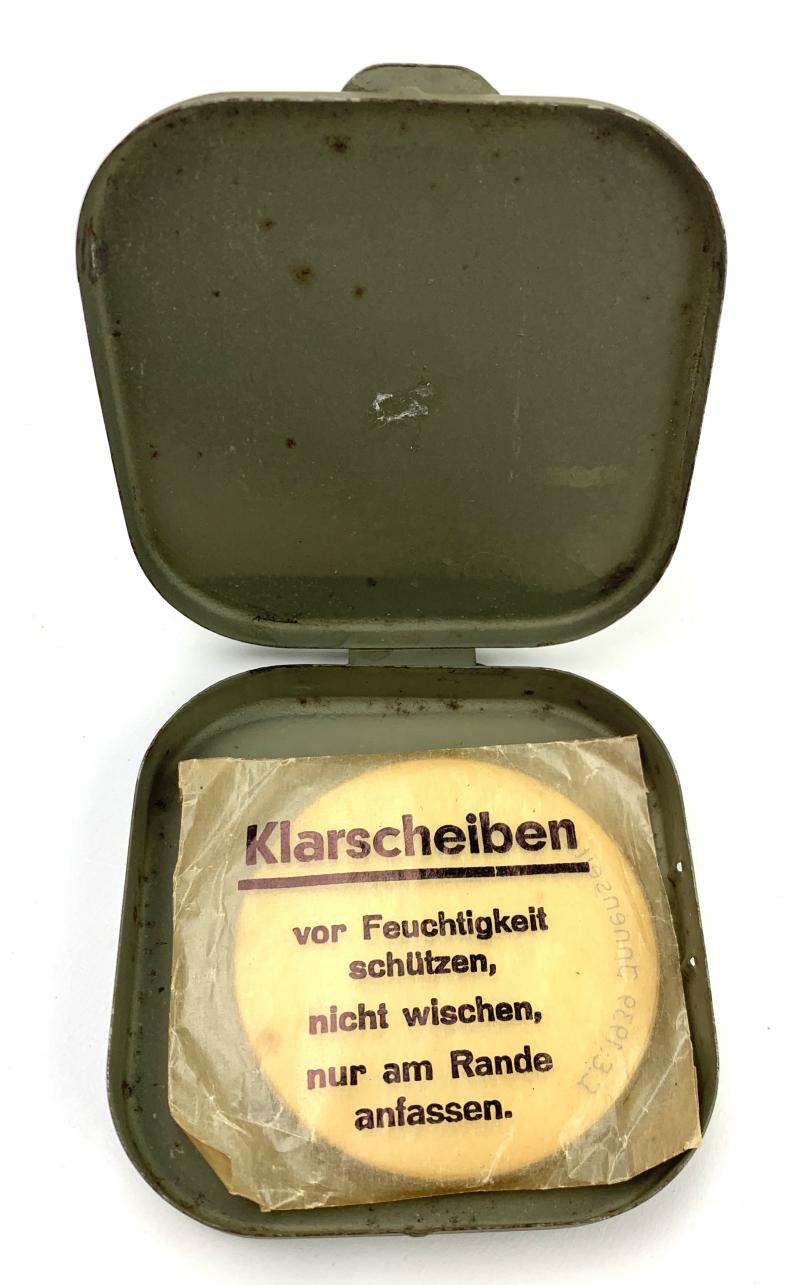 Klarscheiben
vor Feuchtigkeit
schützen,
nicht wischen,
nur am Rande
anfassen.